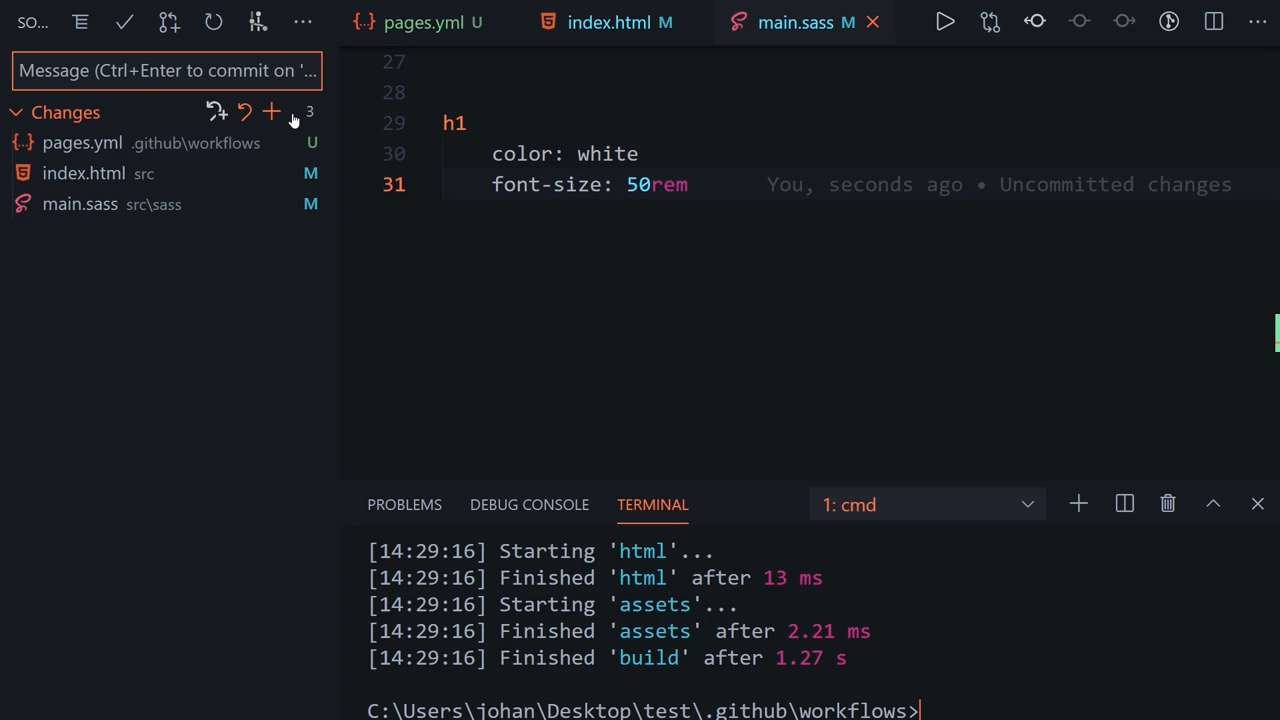 SO...
pages.yml U
index.html M
main.sass M
Message (Ctrl+Enter to commit on '...
Changes 3
pages.yml .github\workflows U
index.html src M
main.sass src\sass M
27
28
29 h1
30 color: white
31 font-size: 50rem You, seconds ago • Uncommitted changes
PROBLEMS DEBUG CONSOLE TERMINAL 1: cmd
[14:29:16] Starting 'html'...
[14:29:16] Finished 'html' after 13 ms
[14:29:16] Starting 'assets'...
[14:29:16] Finished 'assets' after 2.21 ms
[14:29:16] Finished 'build' after 1.27 s
C:\Users\johan\Desktop\test\.github\workflows>